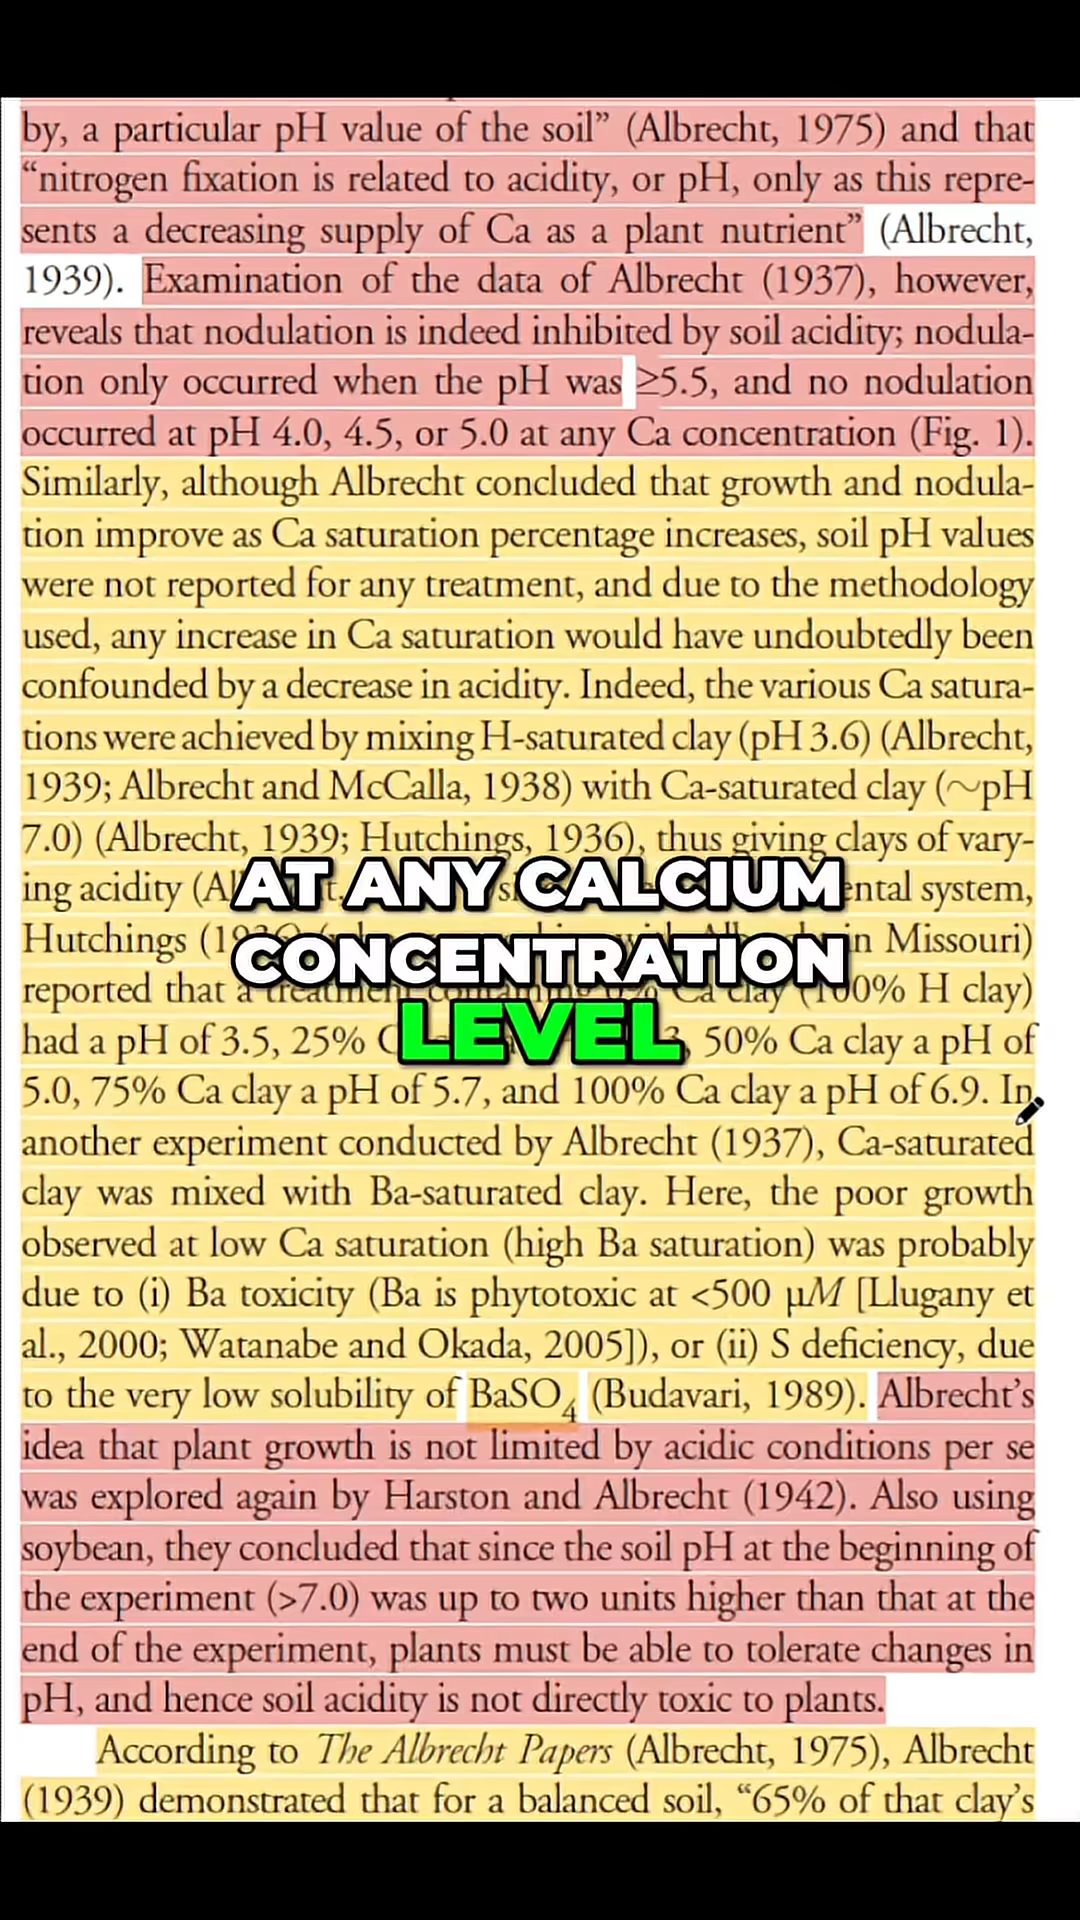 by, a particular pH value of the soil” (Albrecht, 1975) and that
“nitrogen fixation is related to acidity, or pH, only as this repre-
sents a decreasing supply of Ca as a plant nutrient” (Albrecht,
1939). Examination of the data of Albrecht (1937), however,
reveals that nodulation is indeed inhibited by soil acidity; nodula-
tion only occurred when the pH was ≥5.5, and no nodulation
occurred at pH 4.0, 4.5, or 5.0 at any Ca concentration (Fig. 1).
Similarly, although Albrecht concluded that growth and nodula-
tion improve as Ca saturation percentage increases, soil pH values
were not reported for any treatment, and due to the methodology
used, any increase in Ca saturation would have undoubtedly been
confounded by a decrease in acidity. Indeed, the various Ca satura-
tions were achieved by mixing H-saturated clay (pH 3.6) (Albrecht,
1939; Albrecht and McCalla, 1938) with Ca-saturated clay (~pH
7.0) (Albrecht, 1939; Hutchings, 1936), thus giving clays of vary-
ing acidity system,
AT ANY CALCIUM
Hutchings in Missouri)
CONCENTRATION
reported that a treatment containing 0% Ca clay (100% H clay)
LEVEL
had a pH of 3.5, 25% 50% Ca clay a pH of
5.0, 75% Ca clay a pH of 5.7, and 100% Ca clay a pH of 6.9. In
another experiment conducted by Albrecht (1937), Ca-saturated
clay was mixed with Ba-saturated clay. Here, the poor growth
observed at low Ca saturation (high Ba saturation) was probably
due to (i) Ba toxicity (Ba is phytotoxic at <500 μM [Llugany et
al., 2000; Watanabe and Okada, 2005]), or (ii) S deficiency, due
to the very low solubility of BaSO₄ (Budavari, 1989). Albrecht’s
idea that plant growth is not limited by acidic conditions per se
was explored again by Harston and Albrecht (1942). Also using
soybean, they concluded that since the soil pH at the beginning of
the experiment (>7.0) was up to two units higher than that at the
end of the experiment, plants must be able to tolerate changes in
pH, and hence soil acidity is not directly toxic to plants.
According to The Albrecht Papers (Albrecht, 1975), Albrecht
(1939) demonstrated that for a balanced soil, “65% of that clay’s